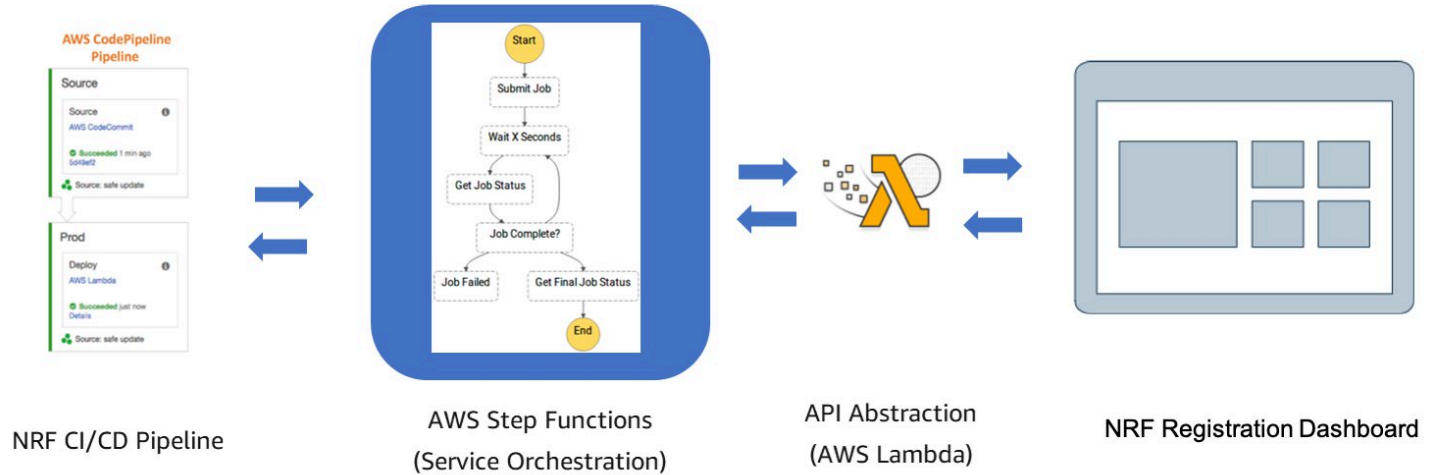 AWS CodePipeline
Pipeline
Source
Source
AWS CodeCommit
Succeeded 1 min ago
5d49ef2
Source: safe update
Prod
Deploy
AWS Lambda
Succeeded just now
Details
Source: safe update
NRF CI/CD Pipeline
Start
Submit Job
Wait X Seconds
Get Job Status
Job Complete?
Job Failed
Get Final Job Status
End
AWS Step Functions
(Service Orchestration)
API Abstraction
(AWS Lambda)
NRF Registration Dashboard